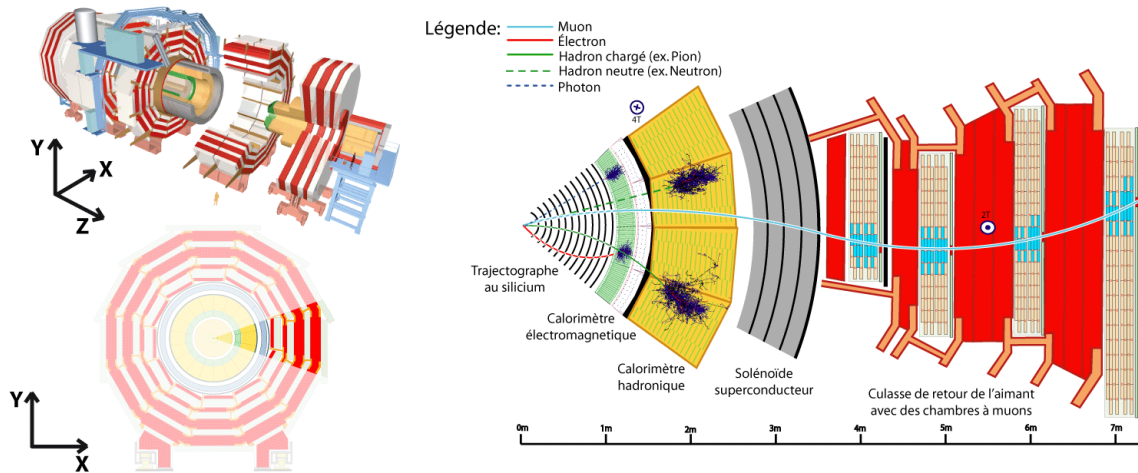 Légende:
Muon
Électron
Hadron chargé (ex. Pion)
Hadron neutre (ex. Neutron)
Photon
4T
Y
X
Z
2T
Trajectographe
au silicium
Calorimètre
électromagnetique
Calorimètre
hadronique
Solénoïde
superconducteur
Culasse de retour de l'aimant
avec des chambres à muons
Y
X
0m 1m 2m 3m 4m 5m 6m 7m